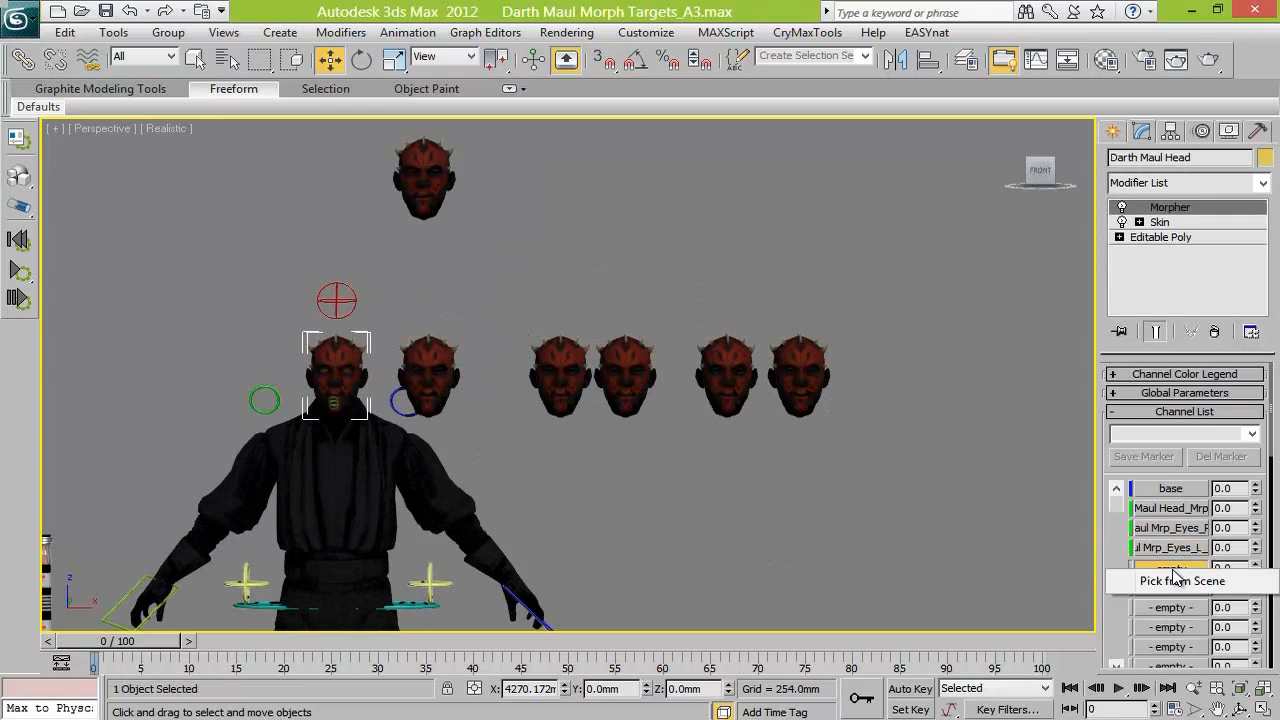 Autodesk 3ds Max 2012 Darth Maul Morph Targets_A3.max
Type a keyword or phrase
Edit Tools Group Views Create Modifiers Animation Graph Editors Rendering Customize MAXScript CryMaxTools Help EASYnat
All View 3 Create Selection Se
Graphite Modeling Tools Freeform Selection Object Paint
Defaults
[ + ] [ Perspective ] [ Realistic ]
FRONT
Darth Maul Head
Modifier List
Morpher
Skin
Editable Poly
+ Channel Color Legend
+ Global Parameters
- Channel List
Save Marker Del Marker
base 0.0
Maul Head_Mrp 0.0
aul Mrp_Eyes_F 0.0
ul Mrp_Eyes_L_ 0.0
Pick from Scene
- empty - 0.0
- empty - 0.0
- empty - 0.0
- empty - 0.0
z
x
< 0 / 100 >
0 5 10 15 20 25 30 35 40 45 50 55 60 65 70 75 80 85 90 95 100
1 Object Selected X: 4270.172m Y: 0.0mm Z: 0.0mm Grid = 254.0mm Auto Key Selected
Max to Physc Click and drag to select and move objects Add Time Tag Set Key Key Filters... 0